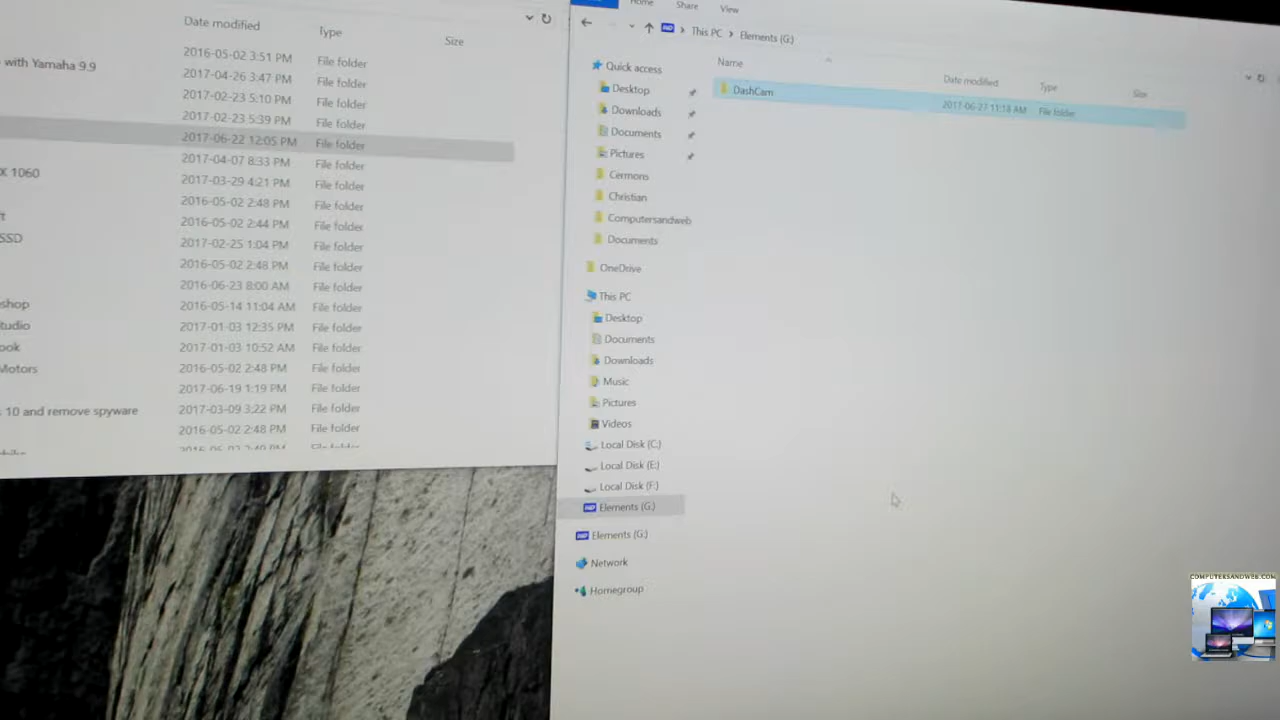 Date modified Type Size
2016-05-02 3:51 PM File folder
with Yamaha 9.9 2017-04-26 3:47 PM File folder
2017-02-23 5:10 PM File folder
2017-02-23 5:39 PM File folder
2017-06-22 12:05 PM File folder
2017-04-07 8:33 PM File folder
X 1060 2017-03-29 4:21 PM File folder
2016-05-02 2:48 PM File folder
ft 2016-05-02 2:44 PM File folder
SSD 2017-02-25 1:04 PM File folder
2016-05-02 2:48 PM File folder
2016-06-23 8:00 AM File folder
shop 2016-05-14 11:04 AM File folder
tudio 2017-01-03 12:35 PM File folder
ook 2017-01-03 10:52 AM File folder
Motors 2016-05-02 2:48 PM File folder
2017-06-19 1:19 PM File folder
10 and remove spyware 2017-03-09 3:22 PM File folder
2016-05-02 2:48 PM File folder
Home Share View
This PC > Elements (G:)
Name Date modified Type Size
DashCam 2017-06-27 11:18 AM File folder
Quick access
Desktop
Downloads
Documents
Pictures
Cermons
Christian
Computersandweb
Documents
OneDrive
This PC
Desktop
Documents
Downloads
Music
Pictures
Videos
Local Disk (C:)
Local Disk (E:)
Local Disk (F:)
Elements (G:)
Elements (G:)
Network
Homegroup
COMPUTERSANDWEB.COM